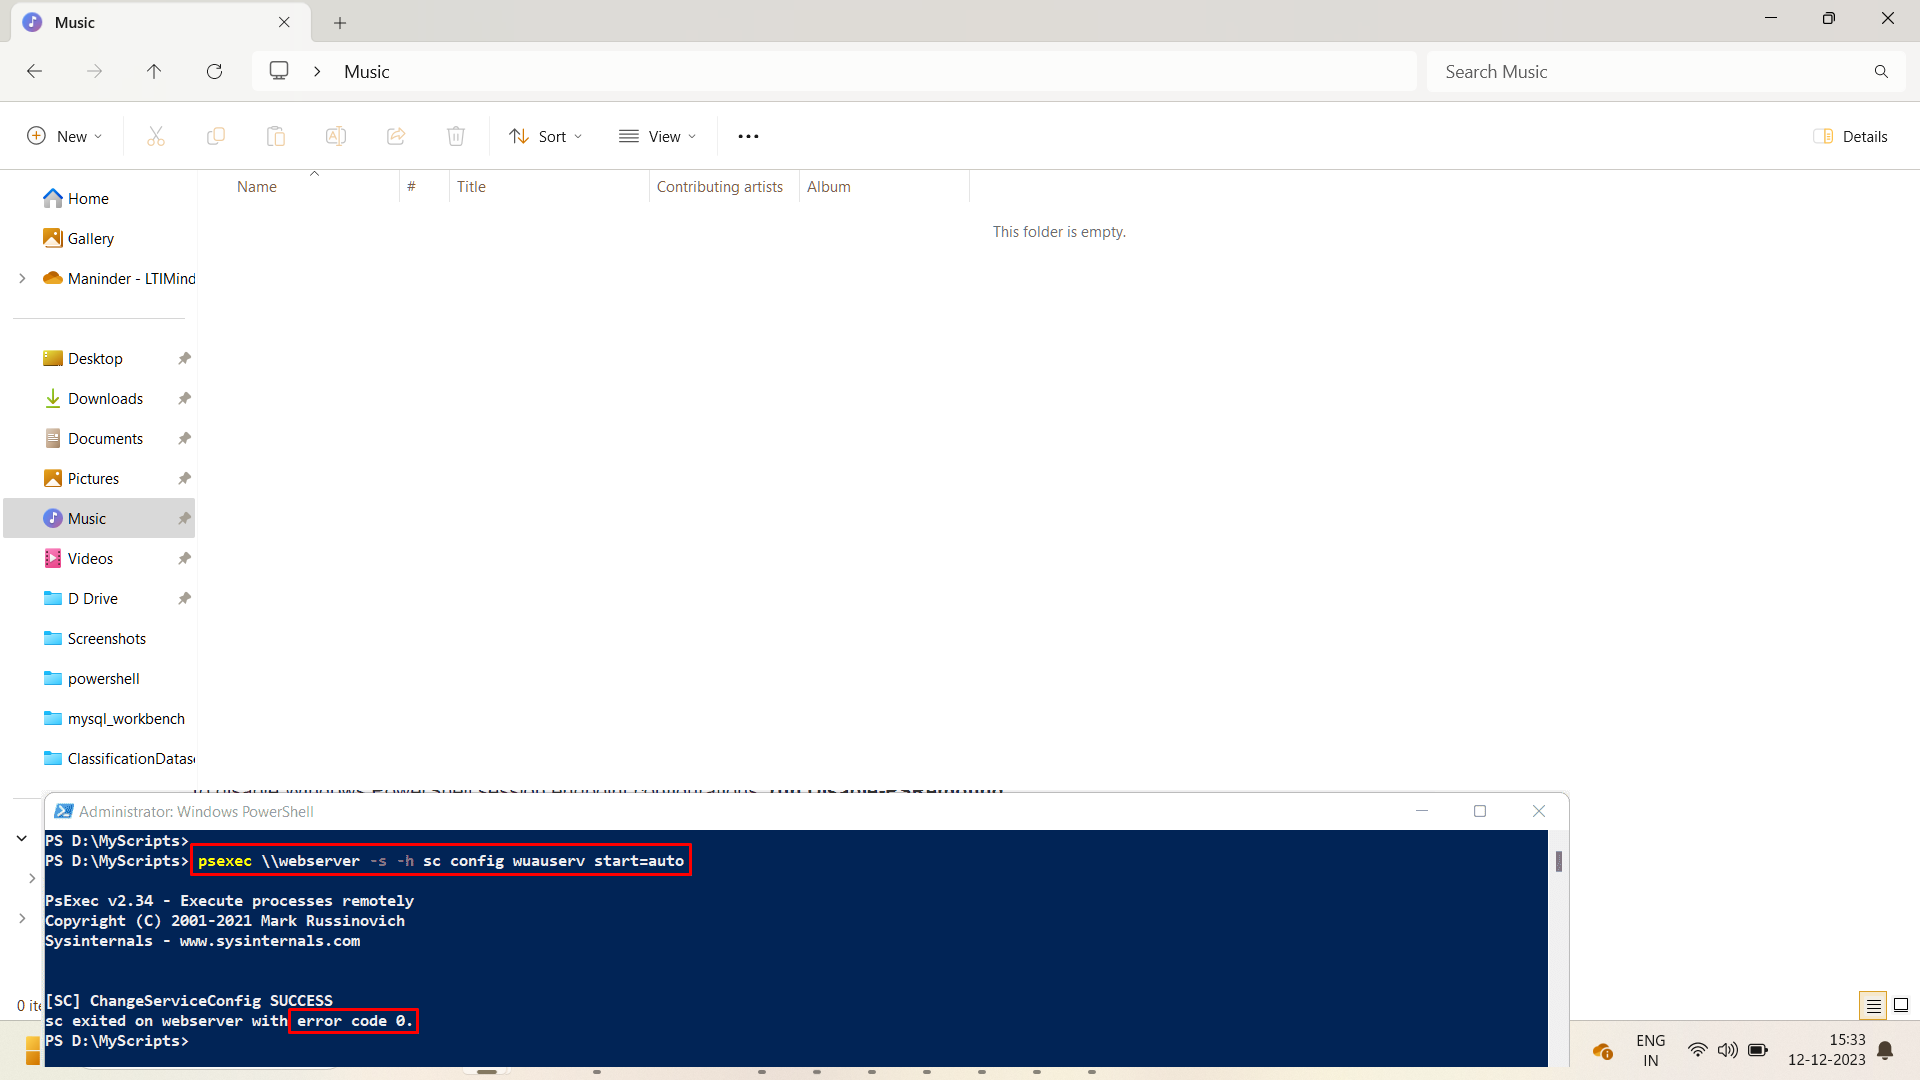 Music
Music
Search Music
New
Sort
View
Details
Name
#
Title
Contributing artists
Album
Home
This folder is empty.
Gallery
Maninder - LTIMind
Desktop
Downloads
Documents
Pictures
Music
Videos
D Drive
Screenshots
powershell
mysql_workbench
ClassificationDatas
Administrator: Windows PowerShell
PS D:\MyScripts>
PS D:\MyScripts> psexec \\webserver -s -h sc config wuauserv start=auto
PsExec v2.34 - Execute processes remotely
Copyright (C) 2001-2021 Mark Russinovich
Sysinternals - www.sysinternals.com
[SC] ChangeServiceConfig SUCCESS
sc exited on webserver with error code 0.
PS D:\MyScripts>
0 ite
ENG
IN
15:33
12-12-2023